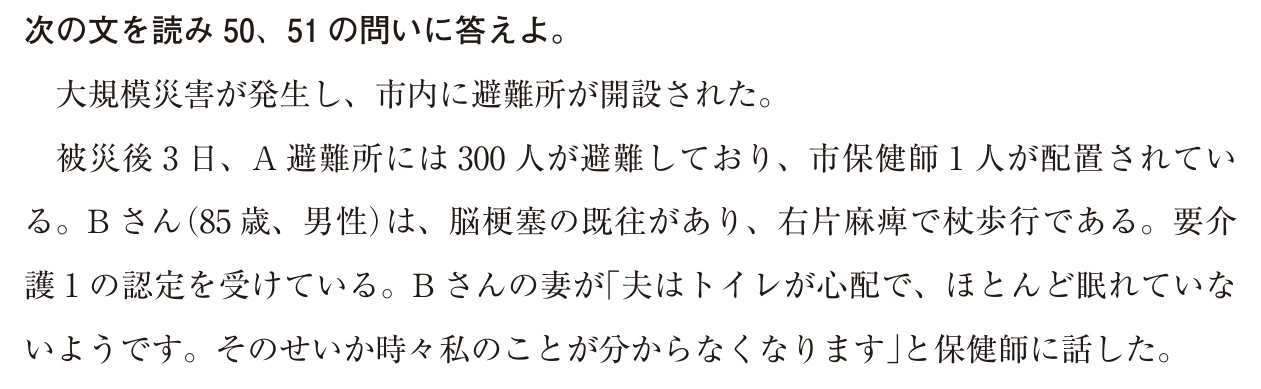 次の文を読み 50、51 の問いに答えよ。
大規模災害が発生し、市内に避難所が開設された。
被災後 3 日、A 避難所には 300 人が避難しており、市保健師 1 人が配置されてい
る。B さん(85 歳、男性)は、脳梗塞の既往があり、右片麻痺で杖歩行である。要介
護 1 の認定を受けている。B さんの妻が「夫はトイレが心配で、ほとんど眠れていな
いようです。そのせいか時々私のことが分からなくなります」と保健師に話した。